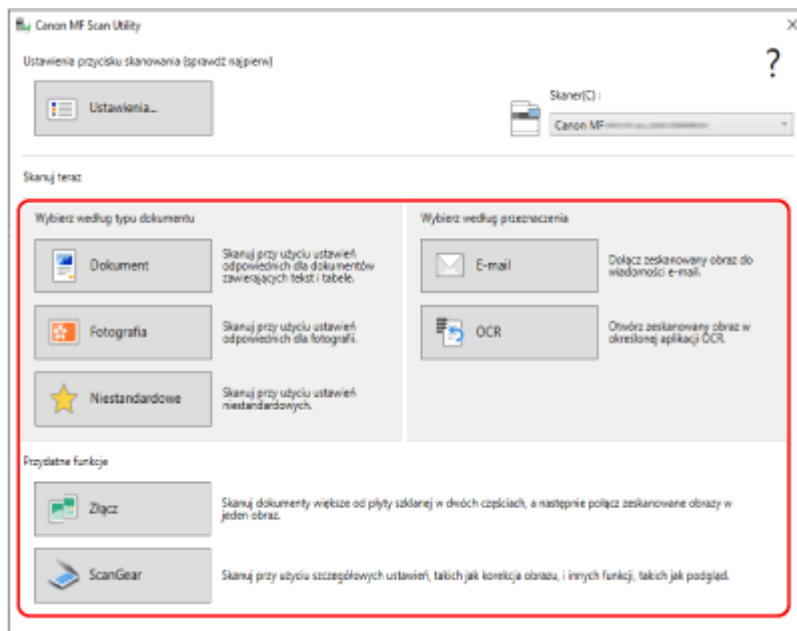 Canon MF Scan Utility
Ustawienia przycisku skanowania (sprawdź najpierw)
?
Ustawienia...
Skaner(C) :
Canon MF
Skanuj teraz
Wybierz według typu dokumentu
Dokument
Skanuj przy użyciu ustawień
odpowiednich dla dokumentów
zawierających tekst i tabele.
Fotografia
Skanuj przy użyciu ustawień
odpowiednich dla fotografii.
Niestandardowe
Skanuj przy użyciu ustawień
niestandardowych.
Wybierz według przeznaczenia
E-mail
Dołącz zeskanowany obraz do
wiadomości e-mail.
OCR
Otwórz zeskanowany obraz w
określonej aplikacji OCR.
Przydatne funkcje
Złącz
Skanuj dokumenty większe od płyty szklanej w dwóch częściach, a następnie połącz zeskanowane obrazy w
jeden obraz.
ScanGear
Skanuj przy użyciu szczegółowych ustawień, takich jak korekcja obrazu, i innych funkcji, takich jak podgląd.